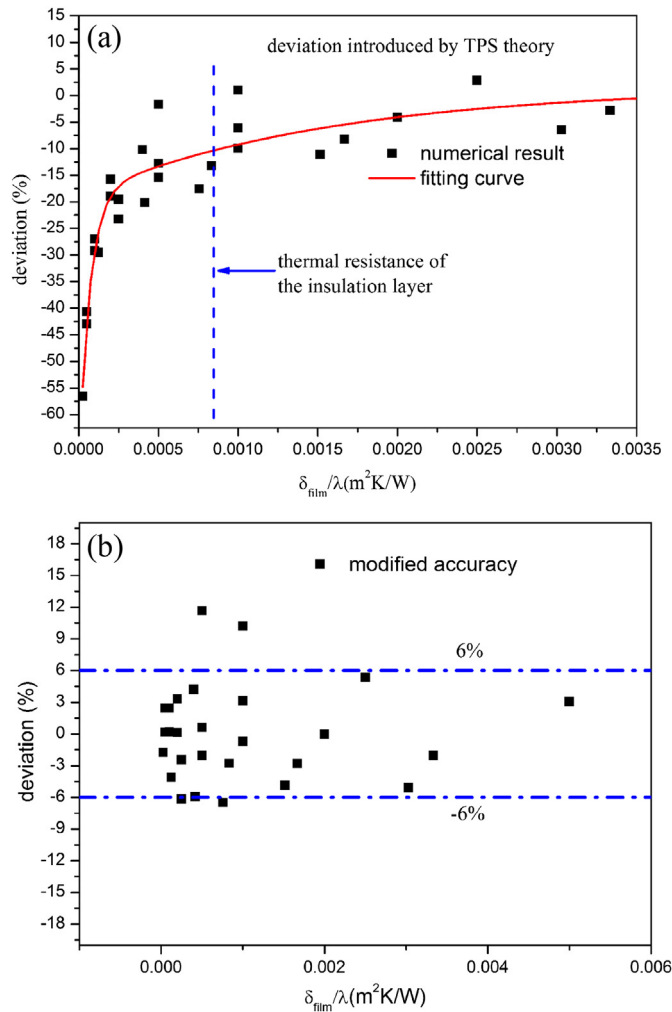 (a)
deviation introduced by TPS theory
numerical result
fitting curve
thermal resistance of
the insulation layer
deviation (%)
15
10
5
0
-5
-10
-15
-20
-25
-30
-35
-40
-45
-50
-55
-60
0.0000 0.0005 0.0010 0.0015 0.0020 0.0025 0.0030 0.0035
δfilm/λ(m²K/W)
(b)
modified accuracy
6%
-6%
deviation (%)
18
15
12
9
6
3
0
-3
-6
-9
-12
-15
-18
0.000 0.002 0.004 0.006
δfilm/λ(m²K/W)